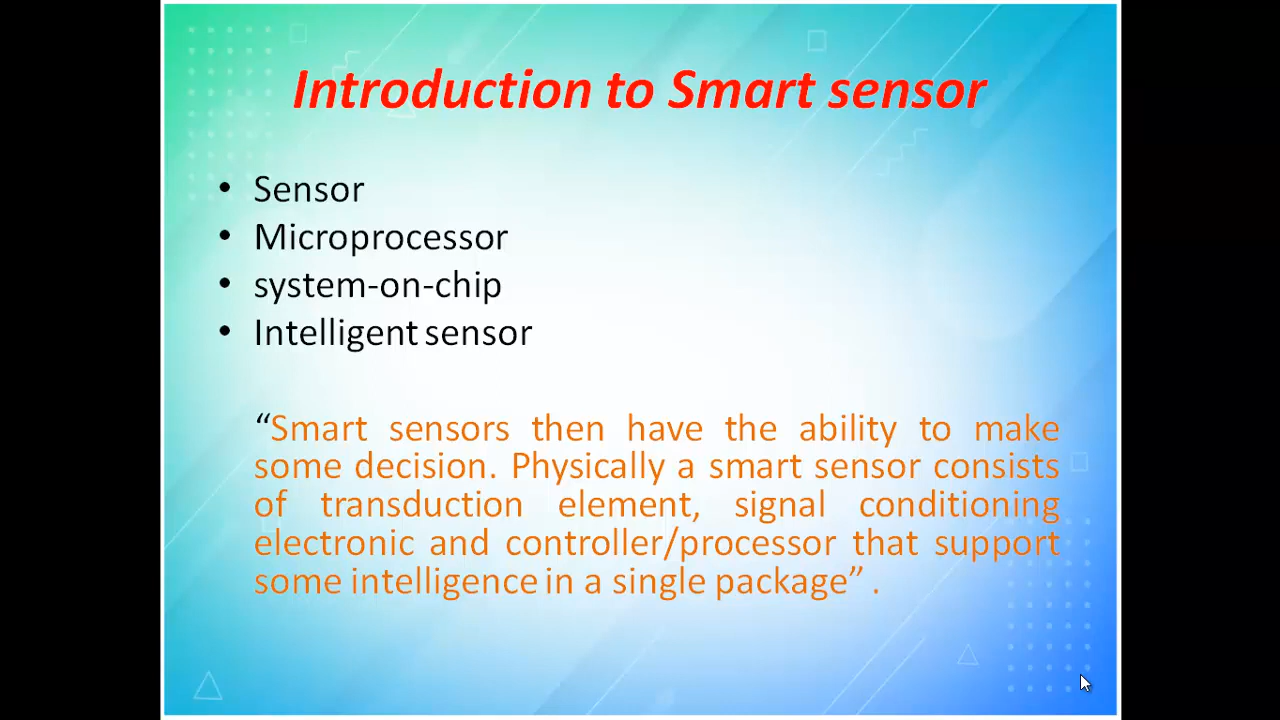 Introduction to Smart sensor
• Sensor
• Microprocessor
• system-on-chip
• Intelligent sensor
“Smart sensors then have the ability to make
some decision. Physically a smart sensor consists
of transduction element, signal conditioning
electronic and controller/processor that support
some intelligence in a single package” .